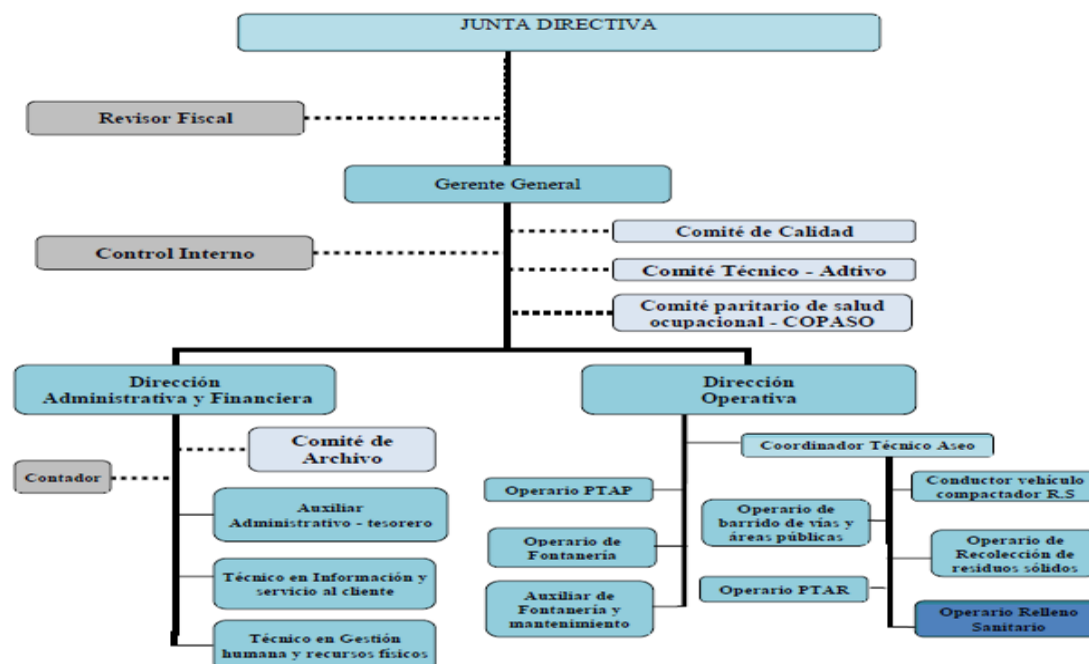 JUNTA DIRECTIVA
Revisor Fiscal
Gerente General
Control Interno
Comité de Calidad
Comité Técnico - Adtivo
Comité paritario de salud
ocupacional - COPASO
Dirección
Administrativa y Financiera
Dirección
Operativa
Comité de
Archivo
Contador
Auxiliar
Administrativo - tesorero
Técnico en Información y
servicio al cliente
Técnico en Gestión
humana y recursos físicos
Coordinador Técnico Aseo
Operario PTAP
Operario de
Fontanería
Auxiliar de
Fontanería y
mantenimiento
Conductor vehículo
compactador R.S
Operario de
barrido de vías y
áreas públicas
Operario de
Recolección de
residuos sólidos
Operario PTAR
Operario Relleno
Sanitario